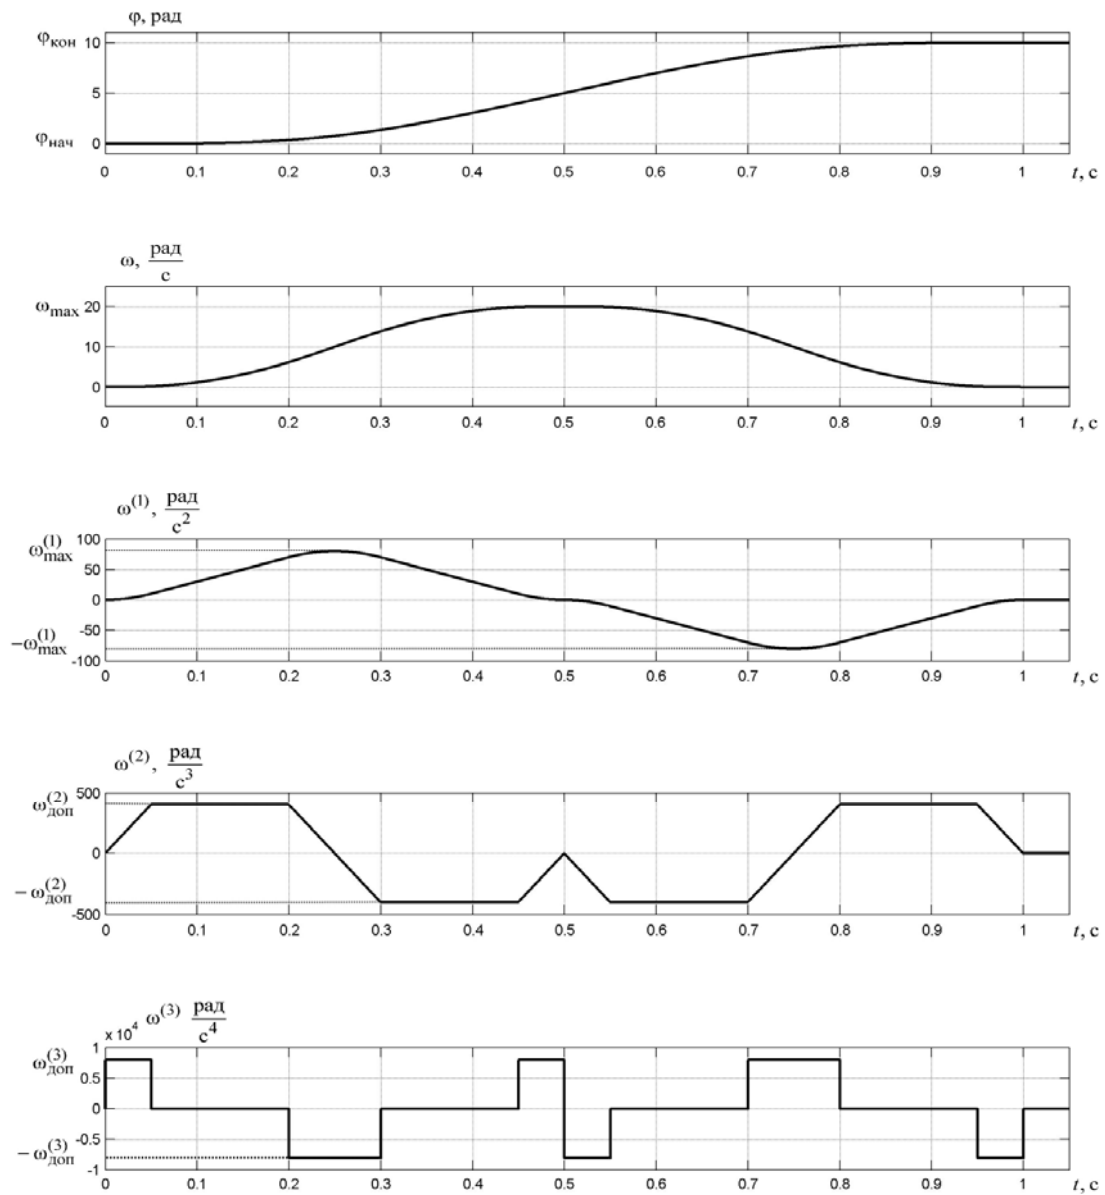 φ, рад
φкон 10
5
φнач 0
0 0.1 0.2 0.3 0.4 0.5 0.6 0.7 0.8 0.9 1 t, с
ω, рад/с
ωmax 20
10
0
0 0.1 0.2 0.3 0.4 0.5 0.6 0.7 0.8 0.9 1 t, с
ω(1), рад/с2
100
ω(1)max
50
0
-50
−ω(1)max
-100
0 0.1 0.2 0.3 0.4 0.5 0.6 0.7 0.8 0.9 1 t, с
ω(2), рад/с3
500
ω(2)доп
0
−ω(2)доп
-500
0 0.1 0.2 0.3 0.4 0.5 0.6 0.7 0.8 0.9 1 t, с
x 10^4 ω(3) рад/с4
1
ω(3)доп
0.5
0
-0.5
−ω(3)доп
-1
0 0.1 0.2 0.3 0.4 0.5 0.6 0.7 0.8 0.9 1 t, с